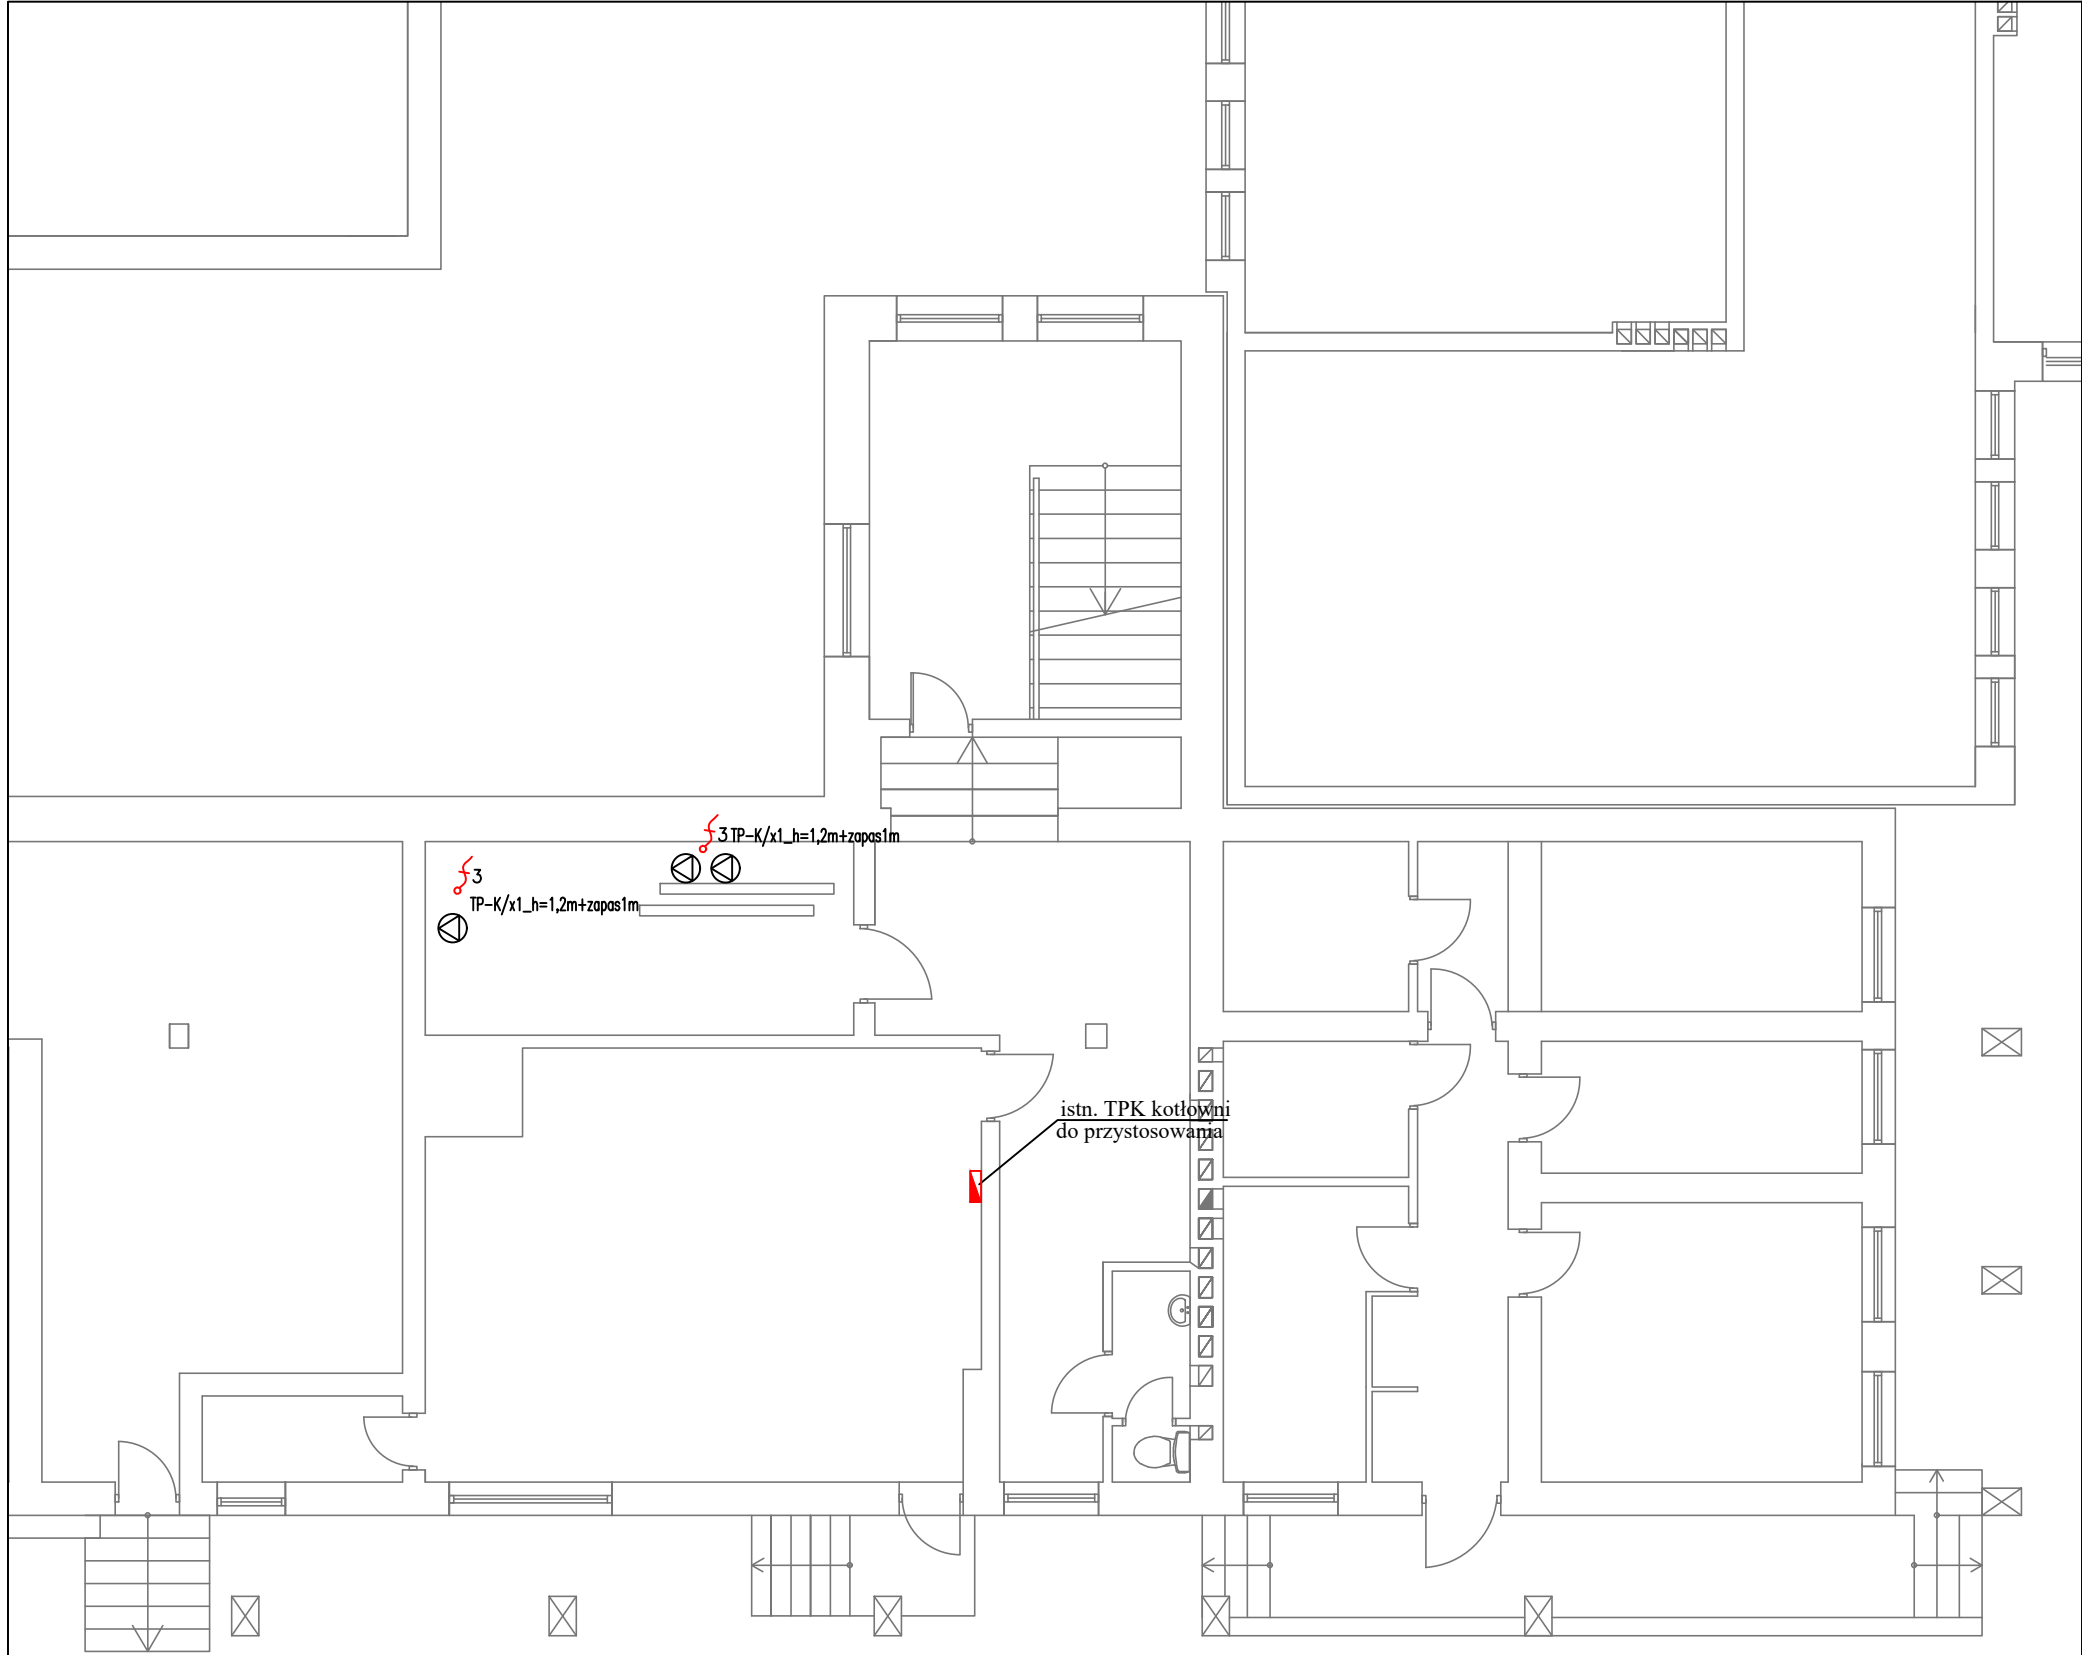 3 TP-K/x1_h=1,2m+zapas1m
3
TP-K/x1_h=1,2m+zapas1m
istn. TPK kotłowni
do przystosowania